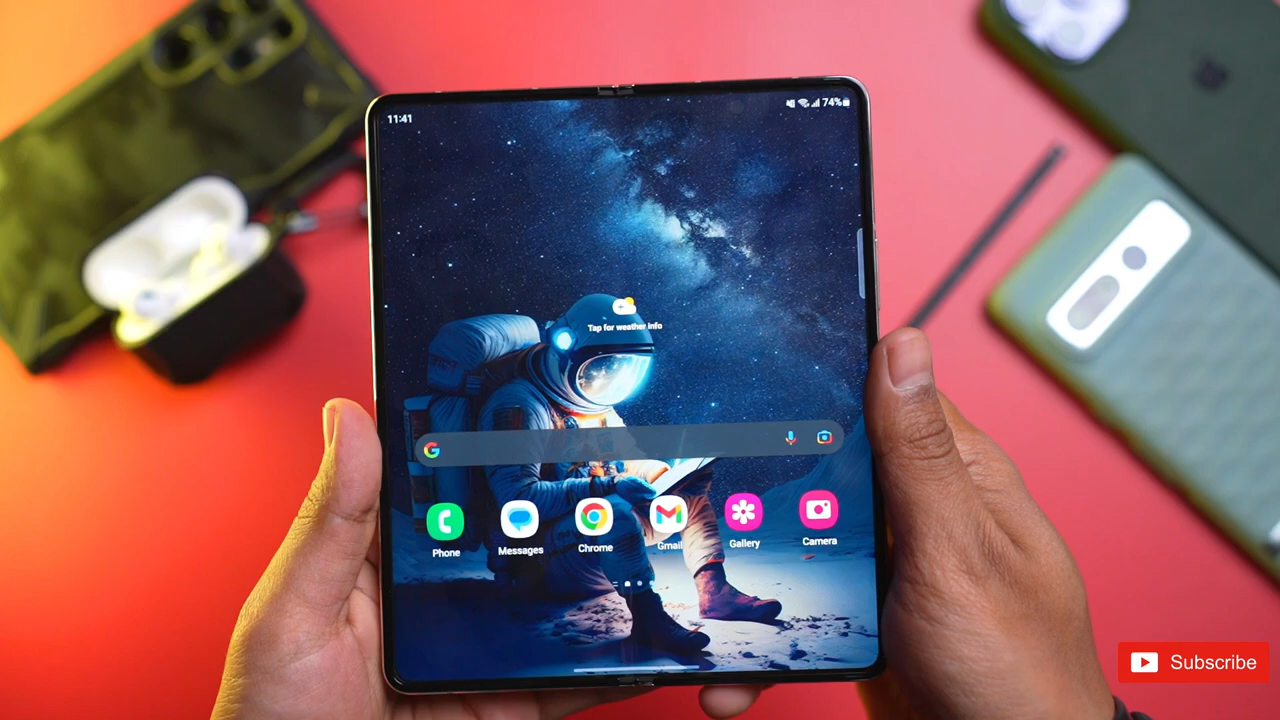 11:41
74%
Tap for weather info
Phone
Messages
Chrome
Gmail
Gallery
Camera
Subscribe